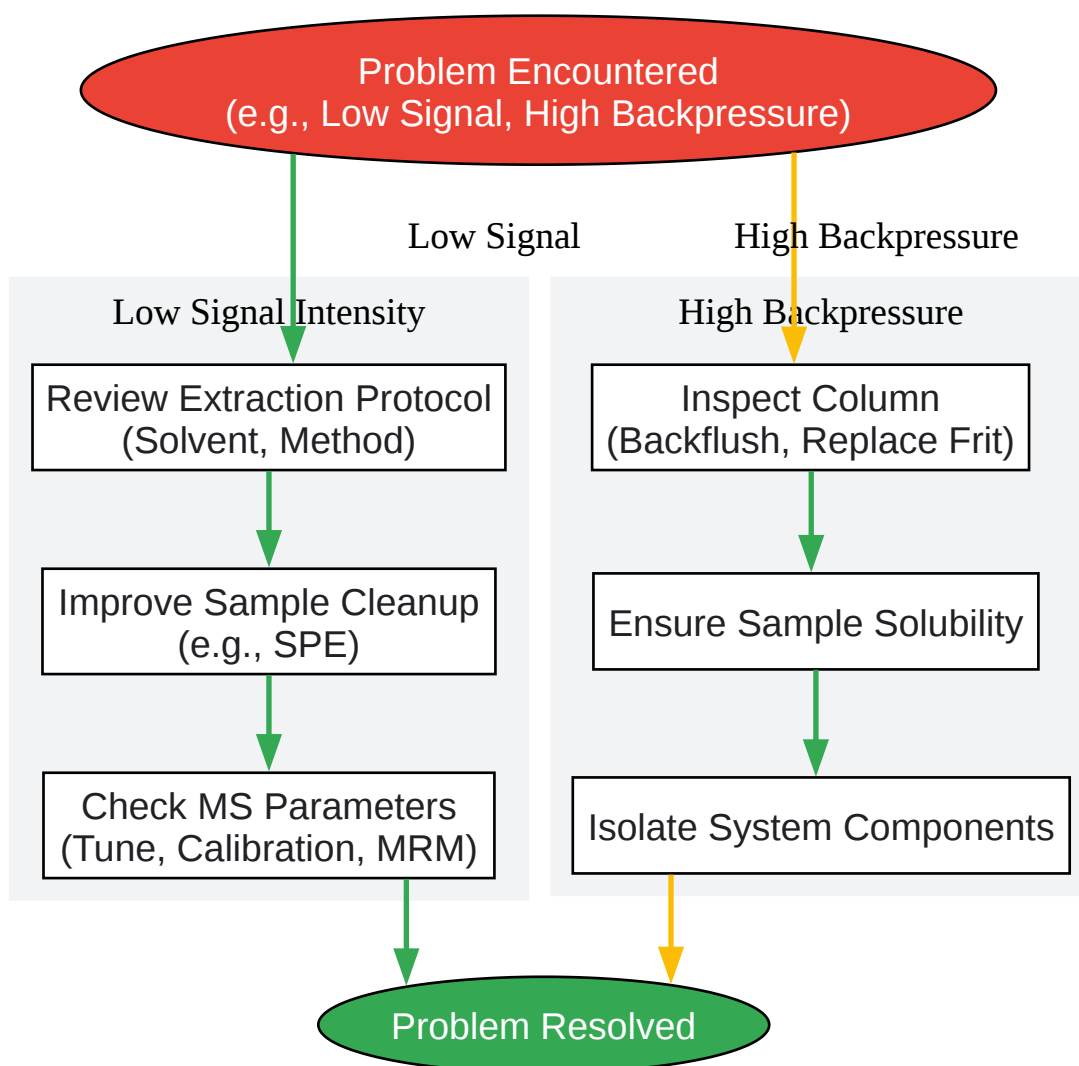 Problem Encountered
(e.g., Low Signal, High Backpressure)
Low Signal
High Backpressure
Low Signal Intensity
Review Extraction Protocol
(Solvent, Method)
Improve Sample Cleanup
(e.g., SPE)
Check MS Parameters
(Tune, Calibration, MRM)
High Backpressure
Inspect Column
(Backflush, Replace Frit)
Ensure Sample Solubility
Isolate System Components
Problem Resolved